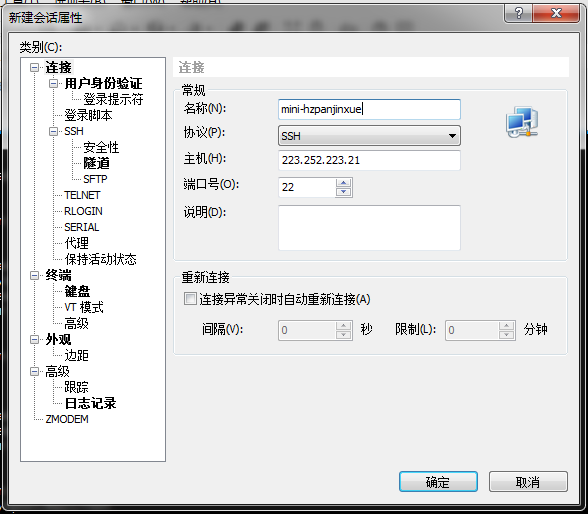 新建会话属性
类别(C):
连接
用户身份验证
登录提示符
登录脚本
SSH
安全性
隧道
SFTP
TELNET
RLOGIN
SERIAL
代理
保持活动状态
终端
键盘
VT 模式
高级
外观
边距
高级
跟踪
日志记录
ZMODEM
连接
常规
名称(N): mini-hzpanjinxue
协议(P): SSH
主机(H): 223.252.223.21
端口号(O): 22
说明(D):
重新连接
连接异常关闭时自动重新连接(A)
间隔(V): 0 秒 限制(L): 0 分钟
确定 取消